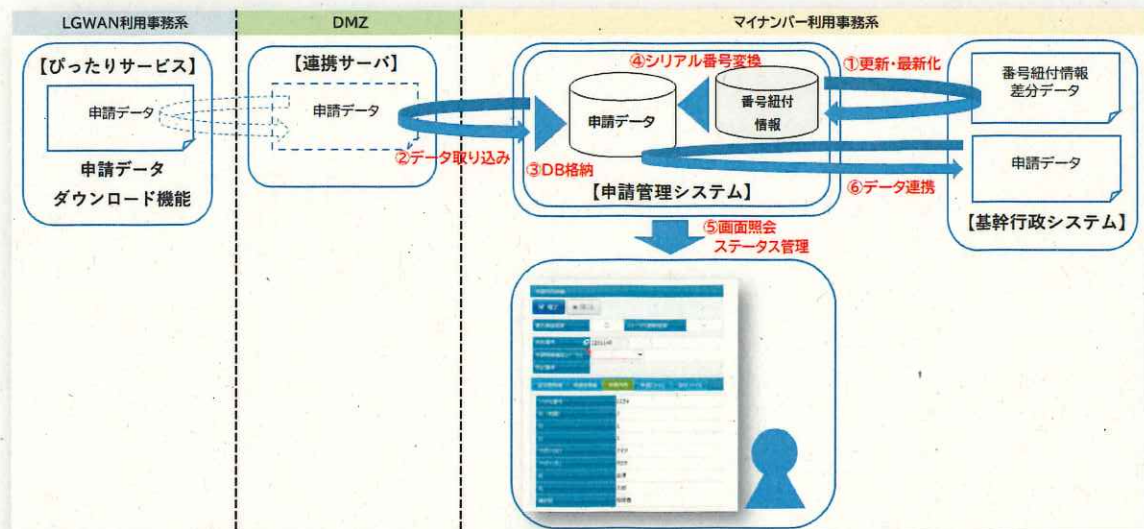 LGWAN利用事務系
DMZ
マイナンバー利用事務系
【ぴったりサービス】
申請データ
申請データ
ダウンロード機能
【連携サーバ】
申請データ
②データ取り込み
③DB格納
④シリアル番号変換
①更新・最新化
申請データ
番号紐付
情報
【申請管理システム】
番号紐付情報
差分データ
申請データ
⑥データ連携
【基幹行政システム】
⑤画面照会
ステータス管理